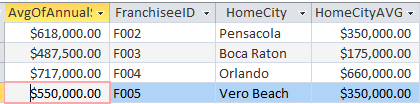 AvgOfAnnualS FranchiseeID HomeCity HomeCityAVG
$618,000.00 F002 Pensacola $350,000.00
$487,500.00 F003 Boca Raton $175,000.00
$717,000.00 F004 Orlando $660,000.00
$550,000.00 F005 Vero Beach $350,000.00